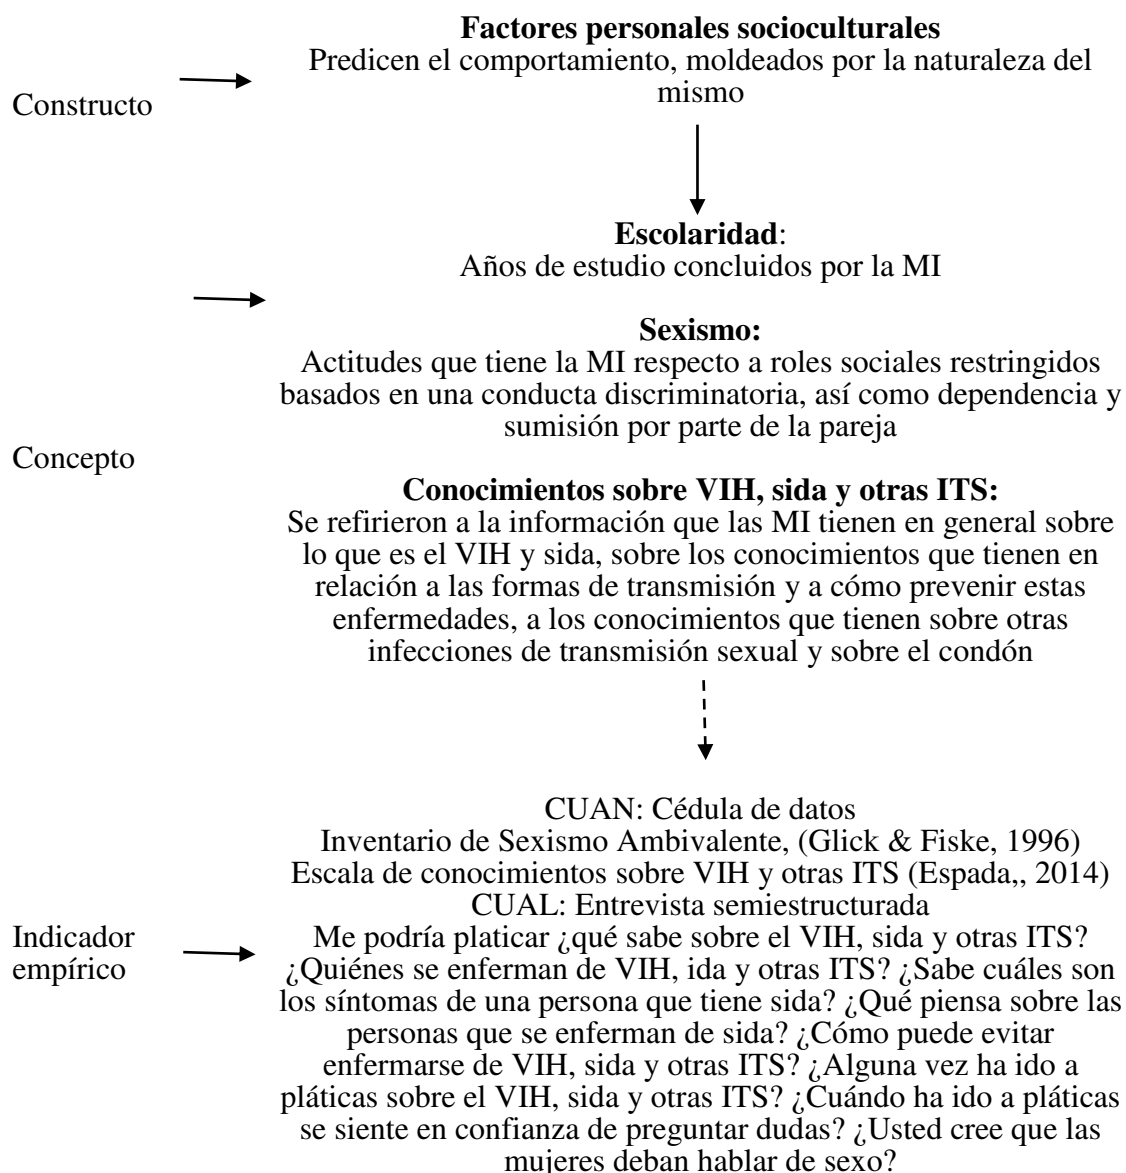 Factores personales socioculturales
Predicen el comportamiento, moldeados por la naturaleza del
mismo
Constructo
Escolaridad:
Años de estudio concluidos por la MI
Sexismo:
Actitudes que tiene la MI respecto a roles sociales restringidos
basados en una conducta discriminatoria, así como dependencia y
sumisión por parte de la pareja
Concepto
Conocimientos sobre VIH, sida y otras ITS:
Se refirieron a la información que las MI tienen en general sobre
lo que es el VIH y sida, sobre los conocimientos que tienen en
relación a las formas de transmisión y a cómo prevenir estas
enfermedades, a los conocimientos que tienen sobre otras
infecciones de transmisión sexual y sobre el condón
CUAN: Cédula de datos
Inventario de Sexismo Ambivalente, (Glick & Fiske, 1996)
Escala de conocimientos sobre VIH y otras ITS (Espada,, 2014)
CUAL: Entrevista semiestructurada
Indicador
empírico
Me podría platicar ¿qué sabe sobre el VIH, sida y otras ITS?
¿Quiénes se enferman de VIH, ida y otras ITS? ¿Sabe cuáles son
los síntomas de una persona que tiene sida? ¿Qué piensa sobre las
personas que se enferman de sida? ¿Cómo puede evitar
enfermarse de VIH, sida y otras ITS? ¿Alguna vez ha ido a
pláticas sobre el VIH, sida y otras ITS? ¿Cuándo ha ido a pláticas
se siente en confianza de preguntar dudas? ¿Usted cree que las
mujeres deban hablar de sexo?